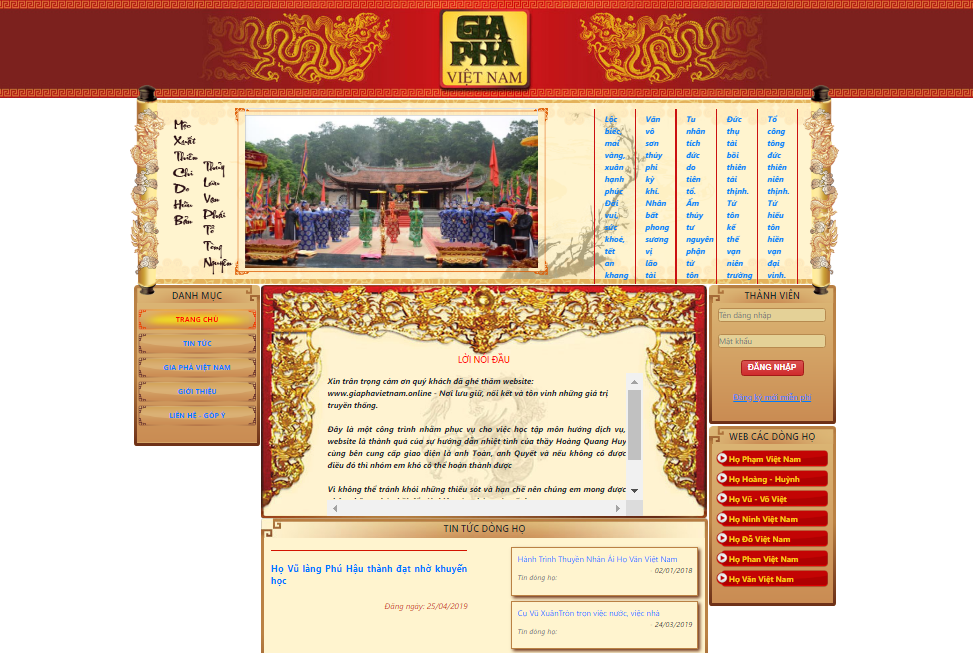 GIA
PHẢ
VIỆT NAM
Mộc
Xuất
Thiên
Chi
Do
Hữu
Bản
Thủy
Lưu
Vạn
Phái
Tố
Tòng
Nguyên
Lộc
biếc,
mai
vàng,
xuân
hạnh
phúc
Đời
vui,
sức
khoẻ,
tết
an
khang
Văn
võ
sơn
thủy
phi
kỳ
khí.
Nhân
bất
phong
sương
vị
lão
tài
Tu
nhân
tích
đức
do
tiên
tổ.
Ẩm
thủy
tư
nguyên
phận
tử
tôn
Đức
thụ
tài
bồi
thiên
tải
thịnh.
Tử
tôn
kế
thế
vạn
niên
trường
Tổ
công
tông
đức
thiên
niên
thịnh.
Tử
hiếu
tôn
hiền
vạn
đại
vinh.
DANH MỤC
TRANG CHỦ
TIN TỨC
GIA PHẢ VIỆT NAM
GIỚI THIỆU
LIÊN HỆ - GÓP Ý
LỜI NÓI ĐẦU
Xin trân trọng cảm ơn quý khách đã ghé thăm website:
www.giaphavietnam.online - Nơi lưu giữ, nối kết và tôn vinh những giá trị
truyền thống.
Đây là một công trình nhằm phục vụ cho việc học tập môn hướng dịch vụ,
website là thành quả của sự hướng dẫn nhiệt tình của thầy Hoàng Quang Huy
cùng bên cung cấp giao diện là anh Toàn, anh Quyết và nếu không có được
điều đó thì nhóm em khó có thể hoàn thành được
Vì không thể tránh khỏi những thiếu sót và hạn chế nên chúng em mong được
THÀNH VIÊN
Tên đăng nhập
Mật khẩu
ĐĂNG NHẬP
Đăng ký mới miễn phí
WEB CÁC DÒNG HỌ
Họ Phạm Việt Nam
Họ Hoàng - Huỳnh
Họ Vũ - Võ Việt
Họ Ninh Việt Nam
Họ Đỗ Việt Nam
Họ Phan Việt Nam
Họ Văn Việt Nam
TIN TỨC DÒNG HỌ
Họ Vũ làng Phú Hậu thành đạt nhờ khuyến
học
Đăng ngày: 25/04/2019
Hành Trình Thuyền Nhân Ái Họ Văn Việt Nam
- 02/01/2018
Tin dòng họ:
Cụ Vũ XuânTròn trọn việc nước, việc nhà
- 24/03/2019
Tin dòng họ: